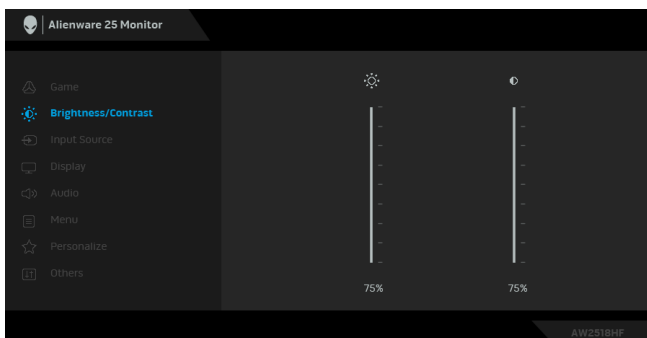 Alienware 25 Monitor
Game
Brightness/Contrast
Input Source
Display
Audio
Menu
Personalize
Others
75% 75%
AW2518HF